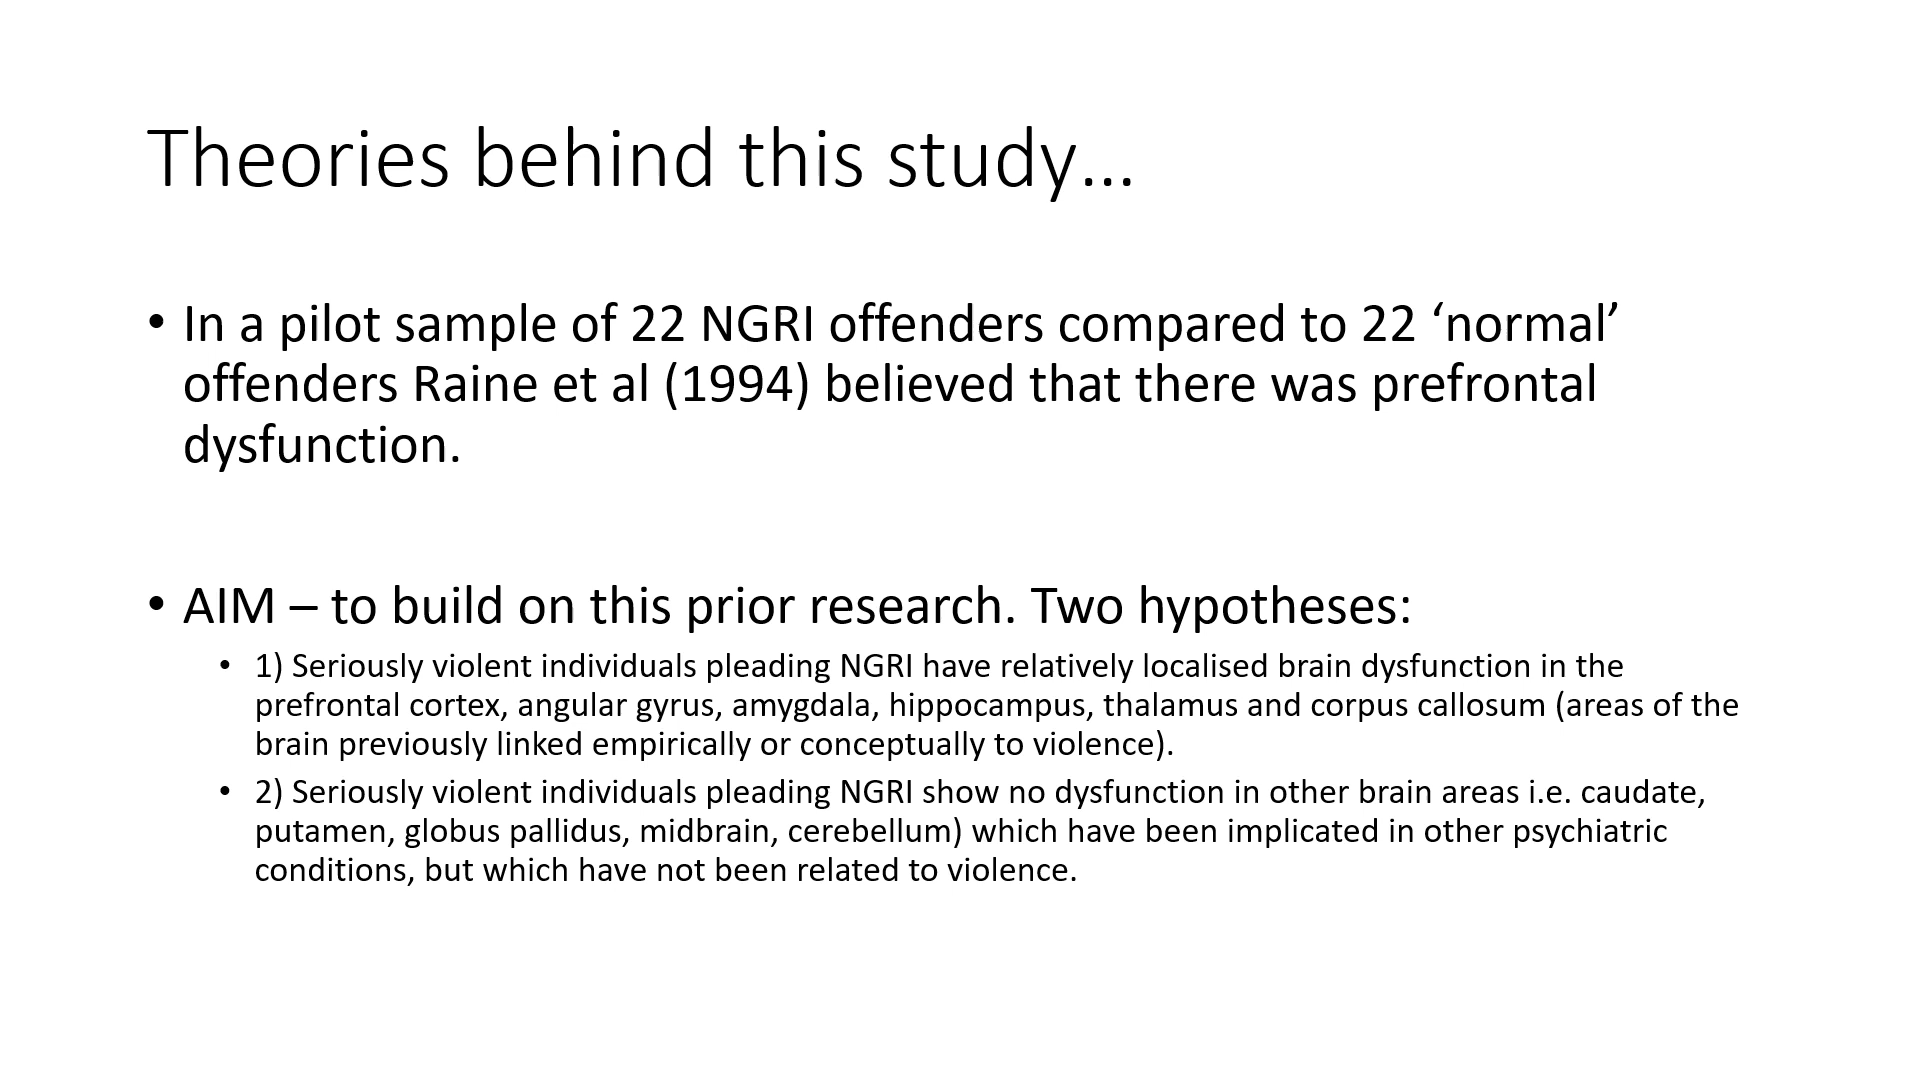 Theories behind this study…
• In a pilot sample of 22 NGRI offenders compared to 22 ‘normal’
offenders Raine et al (1994) believed that there was prefrontal
dysfunction.
• AIM – to build on this prior research. Two hypotheses:
• 1) Seriously violent individuals pleading NGRI have relatively localised brain dysfunction in the
prefrontal cortex, angular gyrus, amygdala, hippocampus, thalamus and corpus callosum (areas of the
brain previously linked empirically or conceptually to violence).
• 2) Seriously violent individuals pleading NGRI show no dysfunction in other brain areas i.e. caudate,
putamen, globus pallidus, midbrain, cerebellum) which have been implicated in other psychiatric
conditions, but which have not been related to violence.